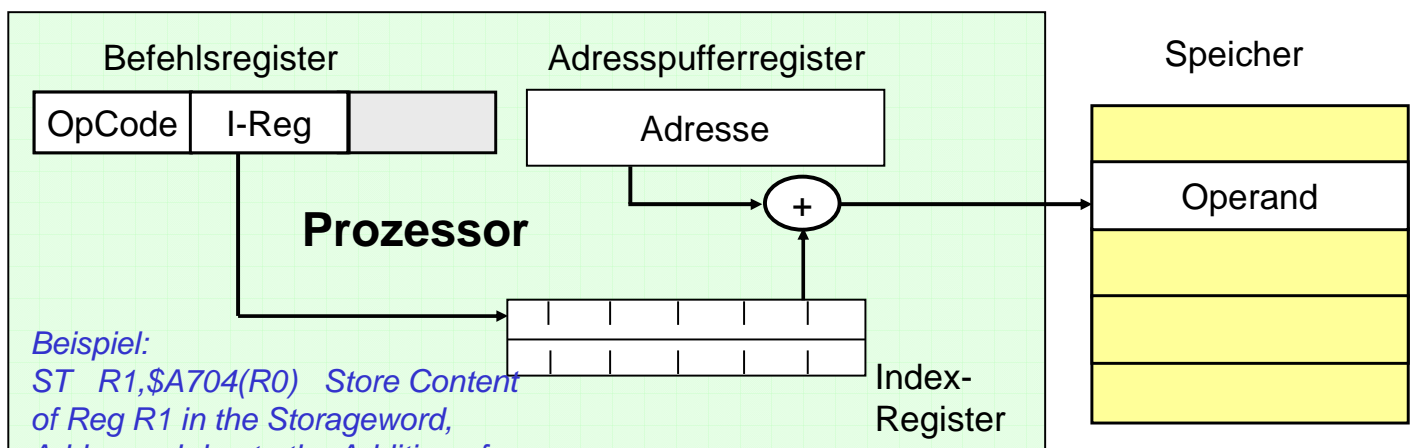 Befehlsregister
Adresspufferregister
Speicher
OpCode
I-Reg
Adresse
+
Operand
Prozessor
Beispiel:
ST R1,$A704(R0) Store Content
of Reg R1 in the Storageword,
Index-
Register